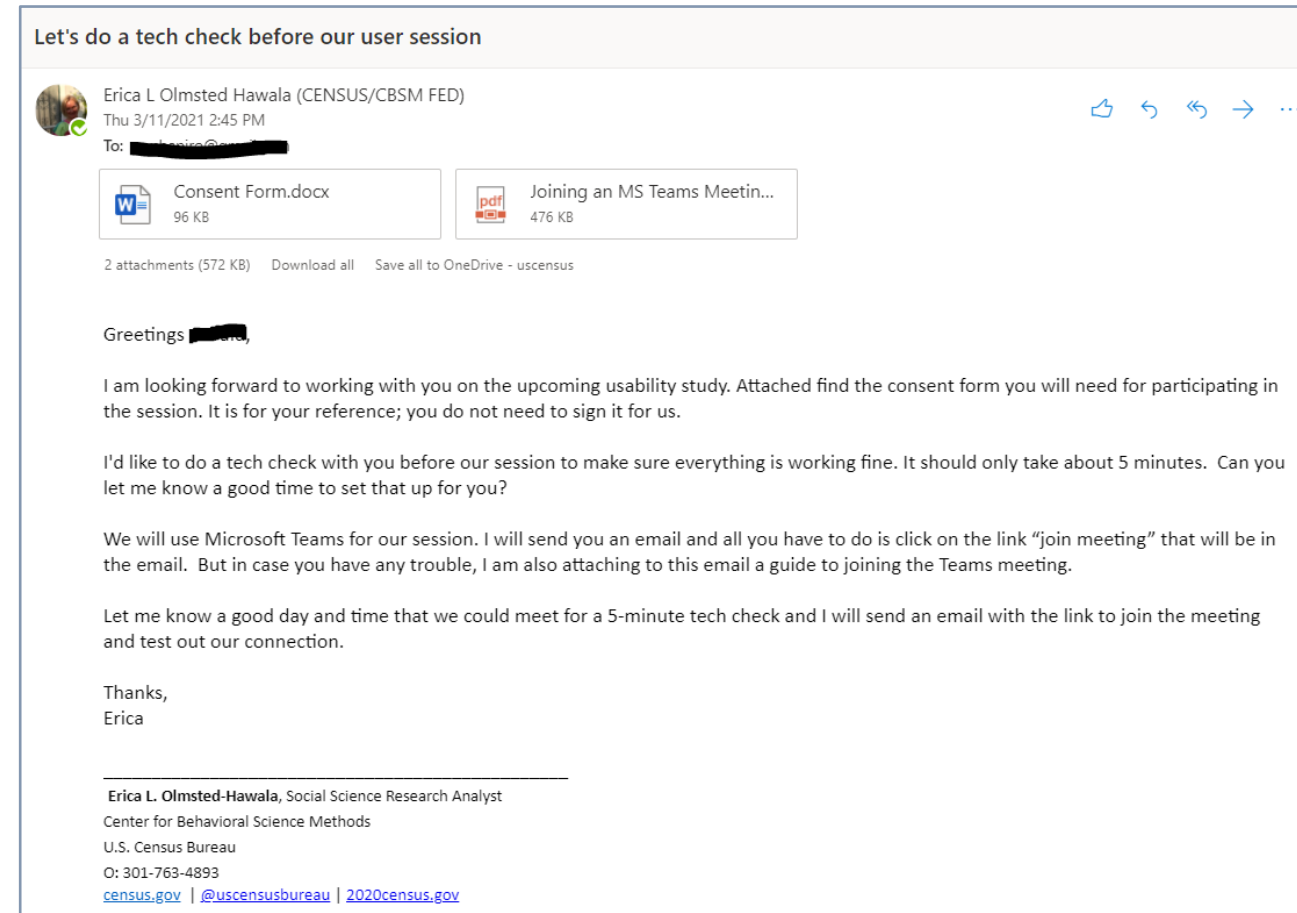 Let's do a tech check before our user session
Erica L Olmsted Hawala (CENSUS/CBSM FED)
Thu 3/11/2021 2:45 PM
To:
Consent Form.docx
96 KB
pdf
Joining an MS Teams Meetin...
476 KB
2 attachments (572 KB) Download all Save all to OneDrive - uscensus
Greetings
I am looking forward to working with you on the upcoming usability study. Attached find the consent form you will need for participating in
the session. It is for your reference; you do not need to sign it for us.
I'd like to do a tech check with you before our session to make sure everything is working fine. It should only take about 5 minutes.  Can you
let me know a good time to set that up for you?
We will use Microsoft Teams for our session. I will send you an email and all you have to do is click on the link “join meeting” that will be in
the email.  But in case you have any trouble, I am also attaching to this email a guide to joining the Teams meeting.
Let me know a good day and time that we could meet for a 5-minute tech check and I will send an email with the link to join the meeting
and test out our connection.
Thanks,
Erica
Erica L. Olmsted-Hawala, Social Science Research Analyst
Center for Behavioral Science Methods
U.S. Census Bureau
O: 301-763-4893
census.gov | @uscensusbureau | 2020census.gov